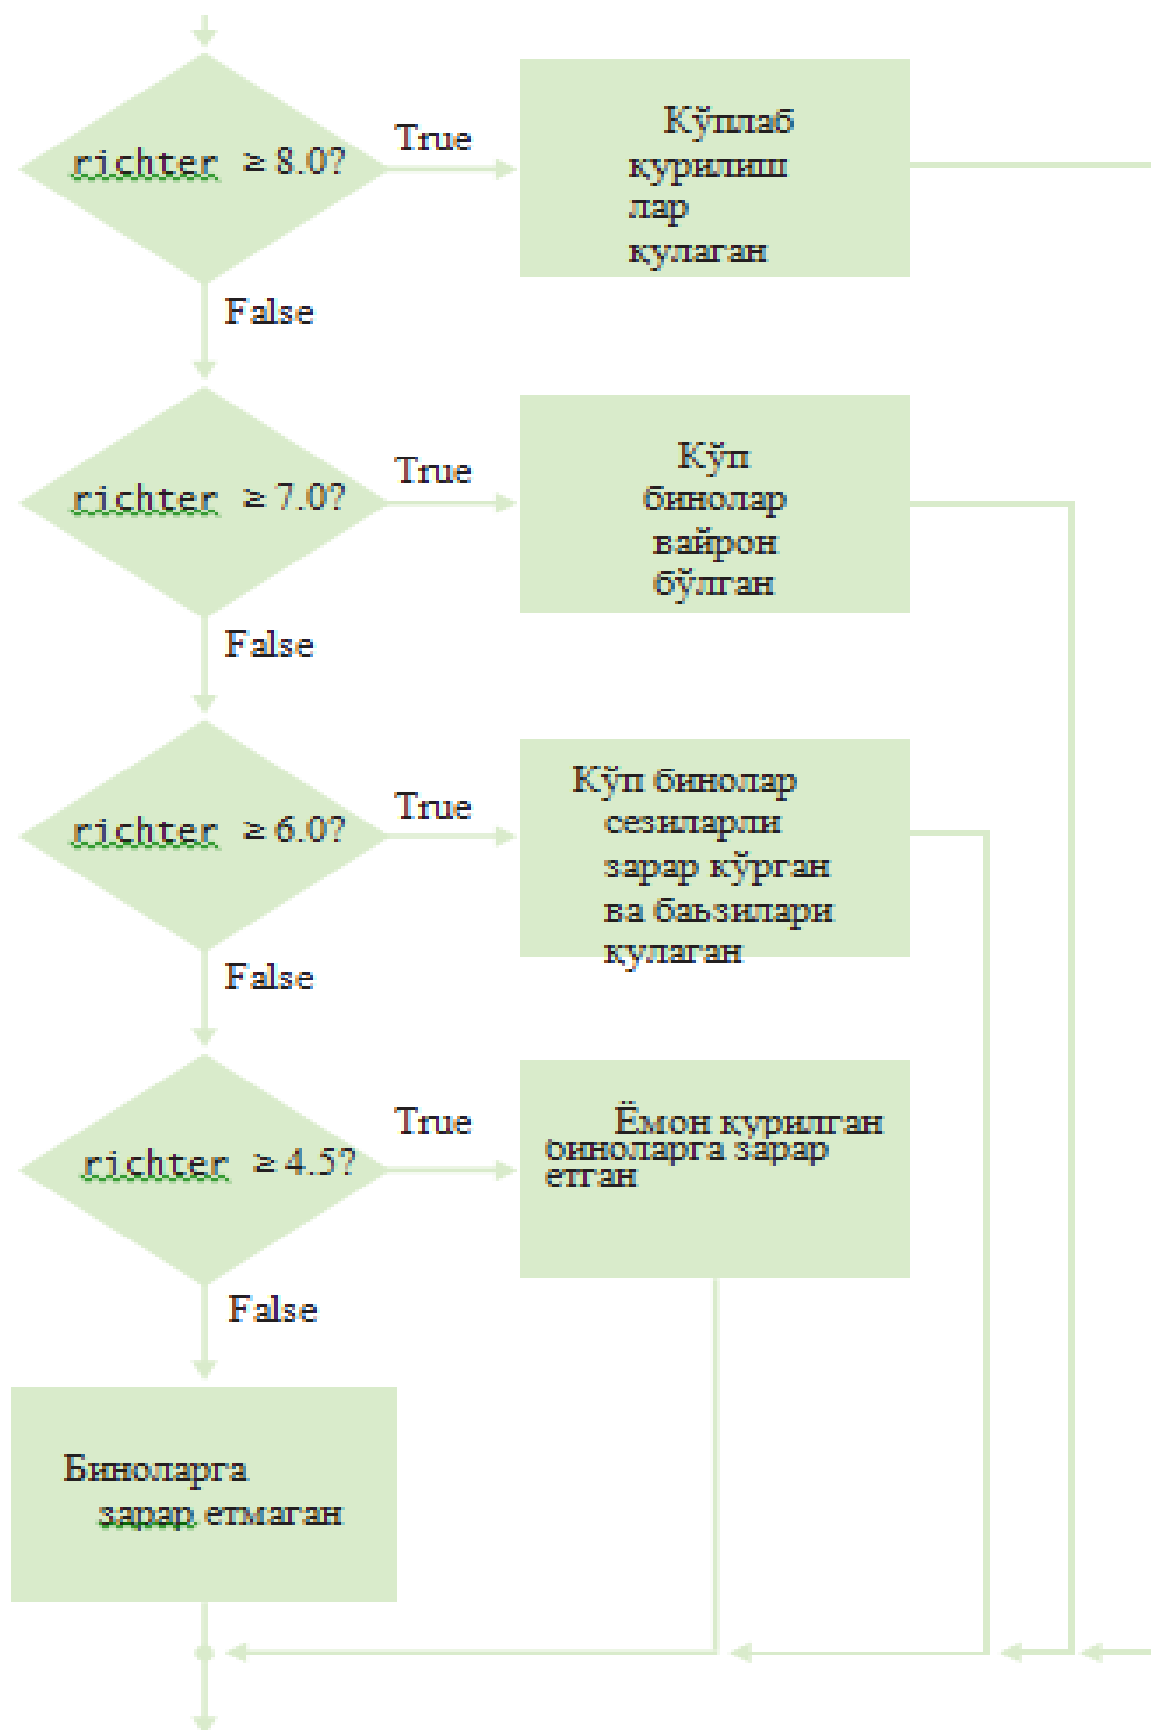 richter ≥ 8.0?
True
Кўплаб
қурилиш
лар
қулаган
False
richter ≥ 7.0?
True
Кўп
бинолар
вайрон
бўлган
False
richter ≥ 6.0?
True
Кўп бинолар
сезиларли
зарар кўрган
ва баьзилари
қулаган
False
richter ≥ 4.5?
True
Ёмон қурилган
биноларга зарар
етган
False
Биноларга
зарар етмаган